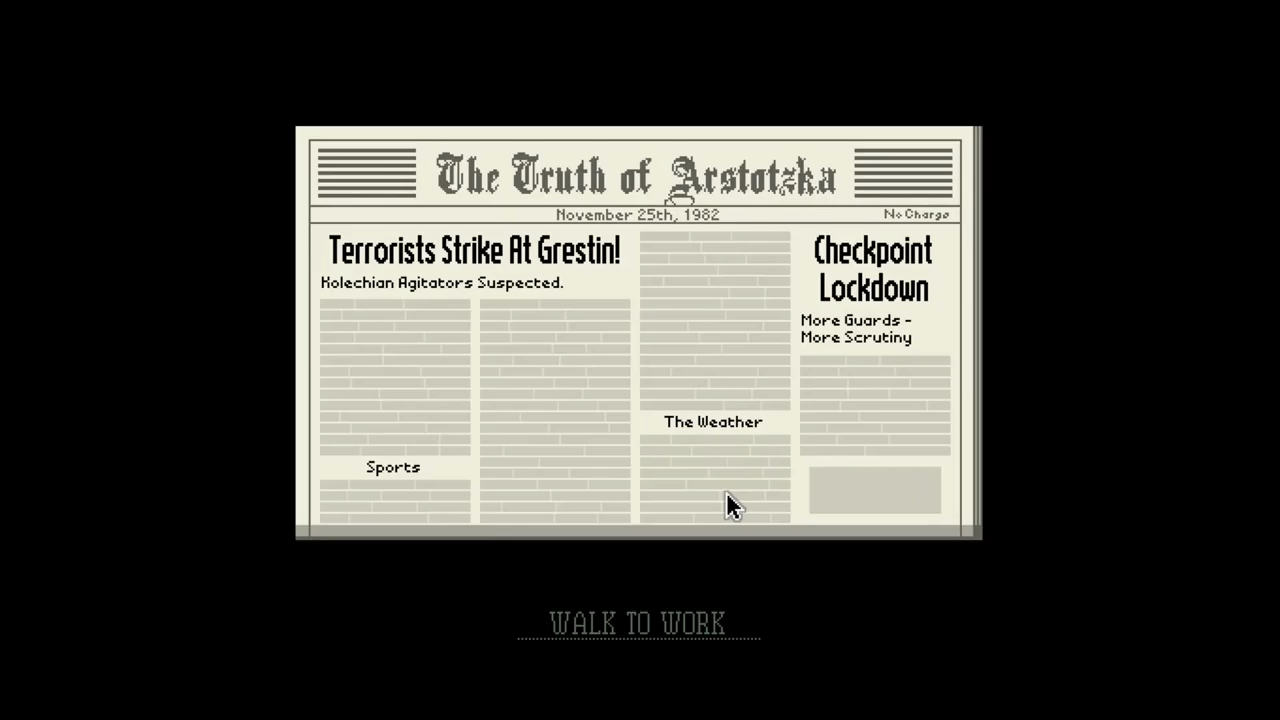 The Truth of Arstotzka
November 25th, 1982
No Charge
Terrorists Strike At Grestin!
Kolechian Agitators Suspected.
Sports
The Weather
Checkpoint
Lockdown
More Guards -
More Scrutiny
WALK TO WORK